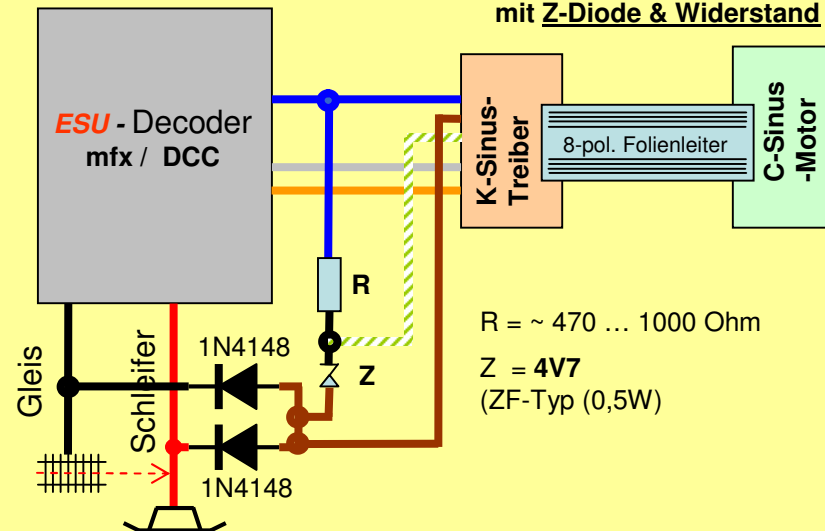 mit Z-Diode & Widerstand
ESU - Decoder
mfx / DCC
K-Sinus-
Treiber
8-pol. Folienleiter
C-Sinus
-Motor
R
Z
R = ~ 470 … 1000 Ohm
Z = 4V7
(ZF-Typ (0,5W)
Gleis
Schleifer
1N4148
1N4148